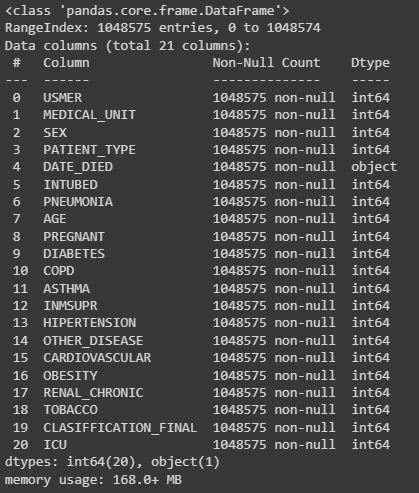 <class 'pandas.core.frame.DataFrame'>
RangeIndex: 1048575 entries, 0 to 1048574
Data columns (total 21 columns):
 #   Column                Non-Null Count    Dtype
---  ------                --------------    -----
 0   USMER                 1048575 non-null  int64
 1   MEDICAL_UNIT          1048575 non-null  int64
 2   SEX                   1048575 non-null  int64
 3   PATIENT_TYPE          1048575 non-null  int64
 4   DATE_DIED             1048575 non-null  object
 5   INTUBED               1048575 non-null  int64
 6   PNEUMONIA             1048575 non-null  int64
 7   AGE                   1048575 non-null  int64
 8   PREGNANT              1048575 non-null  int64
 9   DIABETES              1048575 non-null  int64
 10  COPD                  1048575 non-null  int64
 11  ASTHMA                1048575 non-null  int64
 12  INMSUPR               1048575 non-null  int64
 13  HIPERTENSION          1048575 non-null  int64
 14  OTHER_DISEASE         1048575 non-null  int64
 15  CARDIOVASCULAR        1048575 non-null  int64
 16  OBESITY               1048575 non-null  int64
 17  RENAL_CHRONIC         1048575 non-null  int64
 18  TOBACCO               1048575 non-null  int64
 19  CLASIFFICATION_FINAL  1048575 non-null  int64
 20  ICU                   1048575 non-null  int64
dtypes: int64(20), object(1)
memory usage: 168.0+ MB